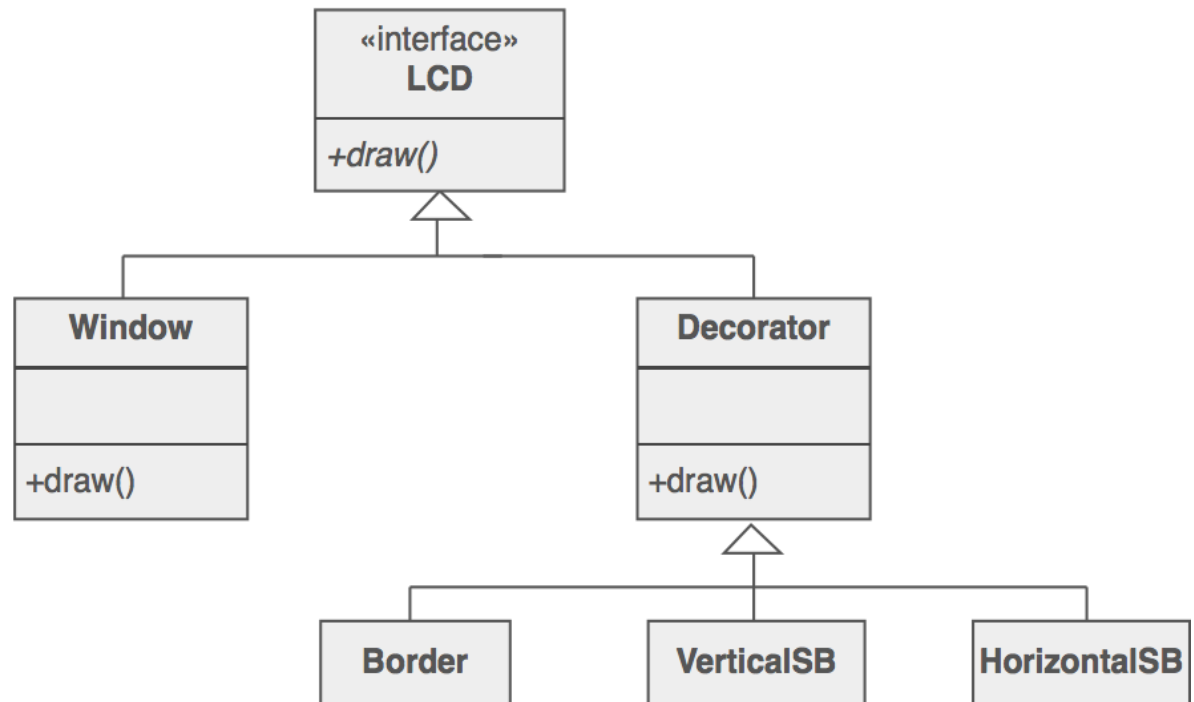 «interface»
LCD
+draw()
Window
Decorator
+draw()
+draw()
Border
VerticalSB
HorizontalSB